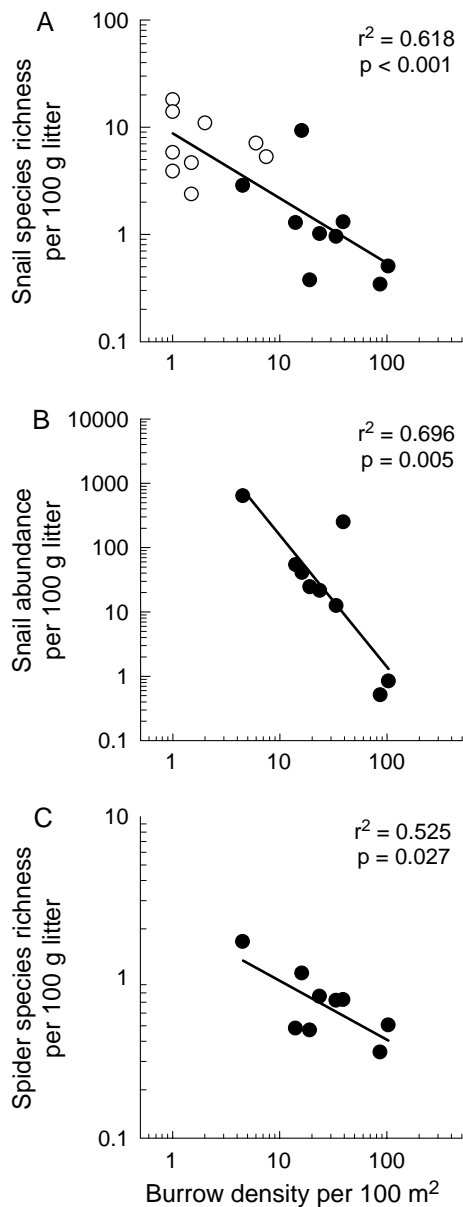 A
100
10
1
0.1
r² = 0.618
p < 0.001
Snail species richness
per 100 g litter
1
10
100
B
10000
1000
100
10
1
0.1
r² = 0.696
p = 0.005
Snail abundance
per 100 g litter
1
10
100
C
10
1
0.1
r² = 0.525
p = 0.027
Spider species richness
per 100 g litter
1
10
100
Burrow density per 100 m²